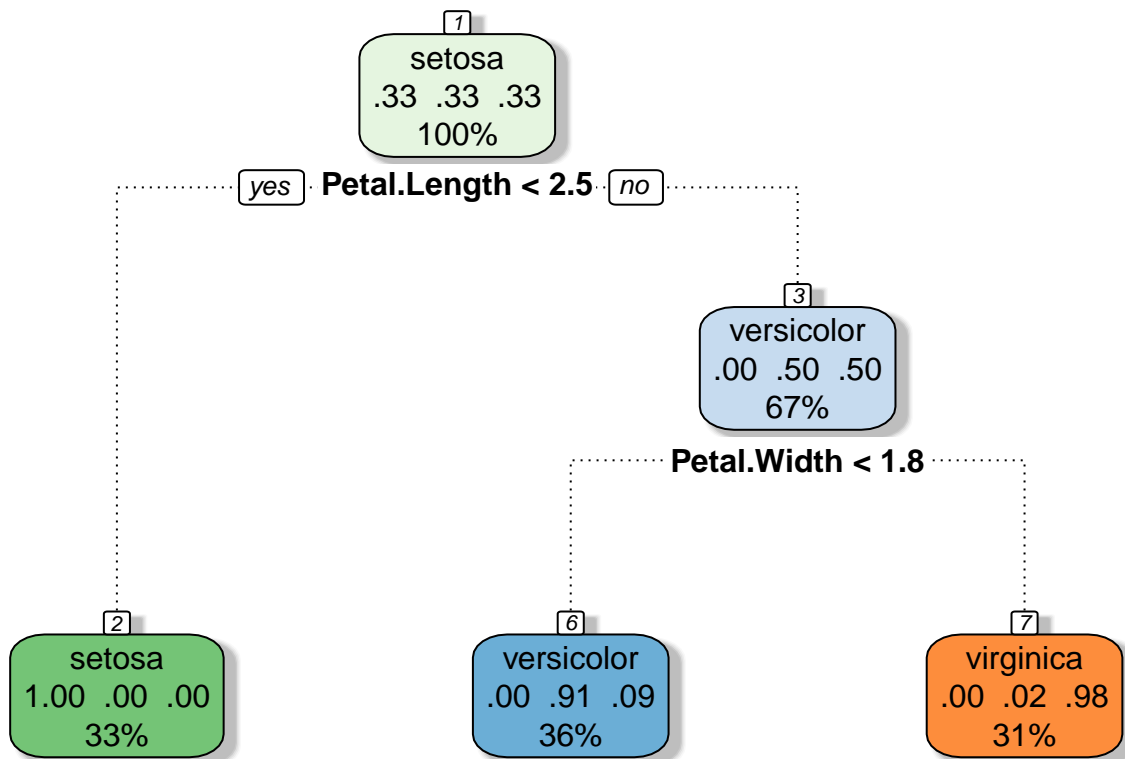 1
setosa
.33 .33 .33
100%
yes Petal.Length < 2.5 no
3
versicolor
.00 .50 .50
67%
Petal.Width < 1.8
2
setosa
1.00 .00 .00
33%
6
versicolor
.00 .91 .09
36%
7
virginica
.00 .02 .98
31%